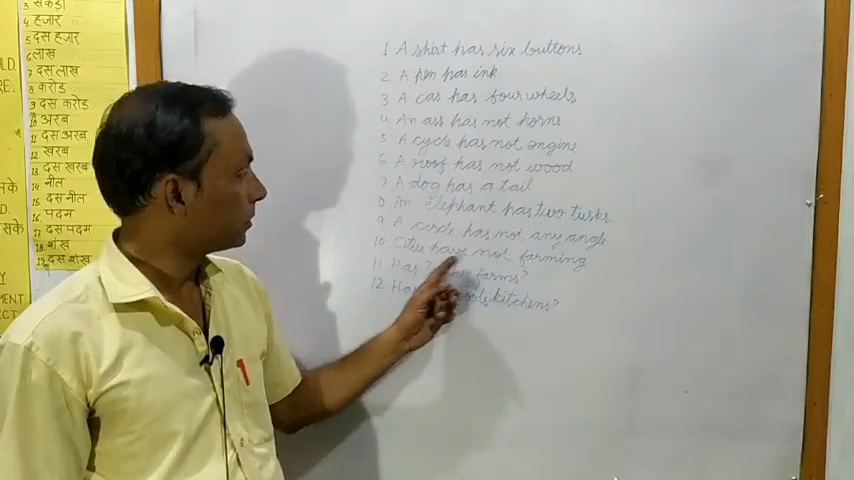 3. सैकड़ा
4 हजार
5 दस हजार
6 लाख
7 दस लाख
8 करोड़
9 दस करोड़
10 अरब
11 दस अरब
12 खरब
13 दस खरब
14 नील
15 दस नील
16. पदम
17. दस पदम
18. शंख
19. दस शंख
1 A shirt has six buttons
2 A pen has ink
3 A car has four wheels
4 An ass has not horns
5 A cycle has not engine
6 A roof has not wood
7 A dog has a tail
8 An Elephant has two tusks
9 A circle has not any angle
10 Cities have not farming
11 Has farms?
12 kitchens?